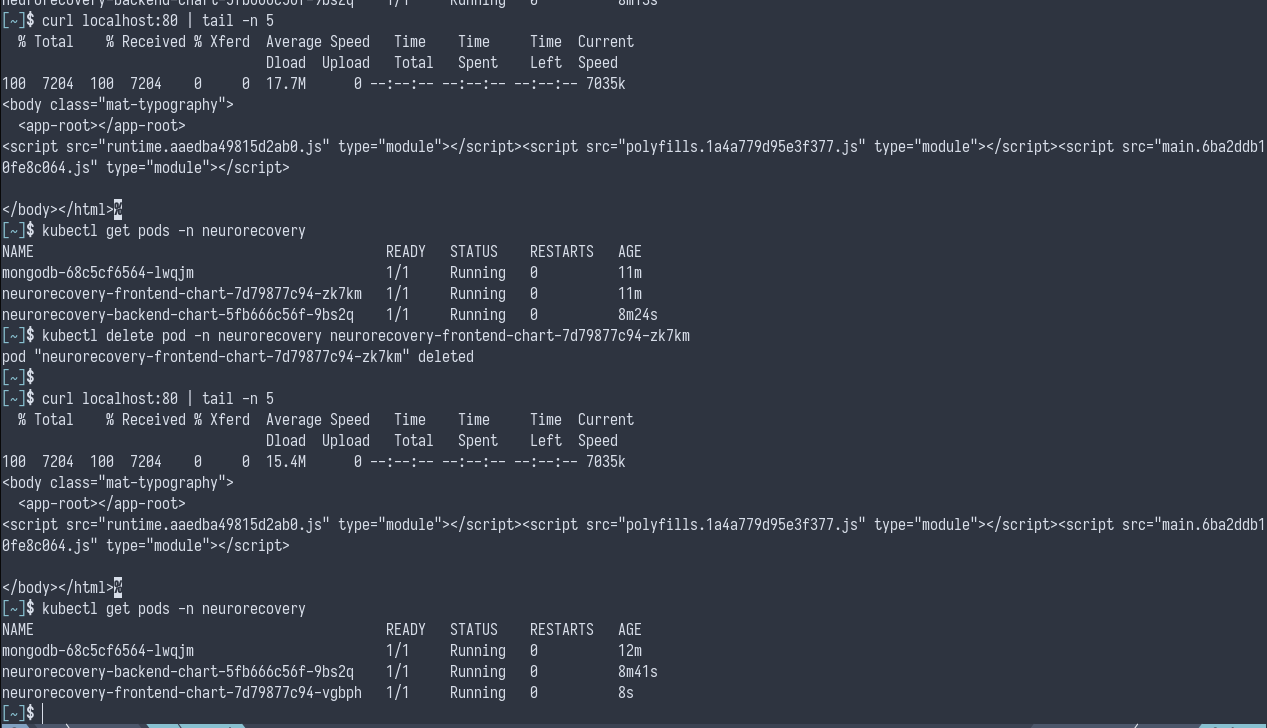 neurorecovery-backend-chart-5fb666c56f-9bs2q   1/1     Running   0          8m13s
[~]$ curl localhost:80 | tail -n 5
  % Total    % Received % Xferd  Average Speed   Time    Time     Time  Current
                                 Dload  Upload   Total   Spent    Left  Speed
100  7204  100  7204    0     0  17.7M      0 --:--:-- --:--:-- --:--:-- 7035k
<body class="mat-typography">
  <app-root></app-root>
<script src="runtime.aaedba49815d2ab0.js" type="module"></script><script src="polyfills.1a4a779d95e3f377.js" type="module"></script><script src="main.6ba2ddb1
0fe8c064.js" type="module"></script>

</body></html>%
[~]$ kubectl get pods -n neurorecovery
NAME                                            READY   STATUS    RESTARTS   AGE
mongodb-68c5cf6564-lwqjm                        1/1     Running   0          11m
neurorecovery-frontend-chart-7d79877c94-zk7km   1/1     Running   0          11m
neurorecovery-backend-chart-5fb666c56f-9bs2q    1/1     Running   0          8m24s
[~]$ kubectl delete pod -n neurorecovery neurorecovery-frontend-chart-7d79877c94-zk7km
pod "neurorecovery-frontend-chart-7d79877c94-zk7km" deleted
[~]$
[~]$ curl localhost:80 | tail -n 5
  % Total    % Received % Xferd  Average Speed   Time    Time     Time  Current
                                 Dload  Upload   Total   Spent    Left  Speed
100  7204  100  7204    0     0  15.4M      0 --:--:-- --:--:-- --:--:-- 7035k
<body class="mat-typography">
  <app-root></app-root>
<script src="runtime.aaedba49815d2ab0.js" type="module"></script><script src="polyfills.1a4a779d95e3f377.js" type="module"></script><script src="main.6ba2ddb1
0fe8c064.js" type="module"></script>

</body></html>%
[~]$ kubectl get pods -n neurorecovery
NAME                                            READY   STATUS    RESTARTS   AGE
mongodb-68c5cf6564-lwqjm                        1/1     Running   0          12m
neurorecovery-backend-chart-5fb666c56f-9bs2q    1/1     Running   0          8m41s
neurorecovery-frontend-chart-7d79877c94-vgbph   1/1     Running   0          8s
[~]$